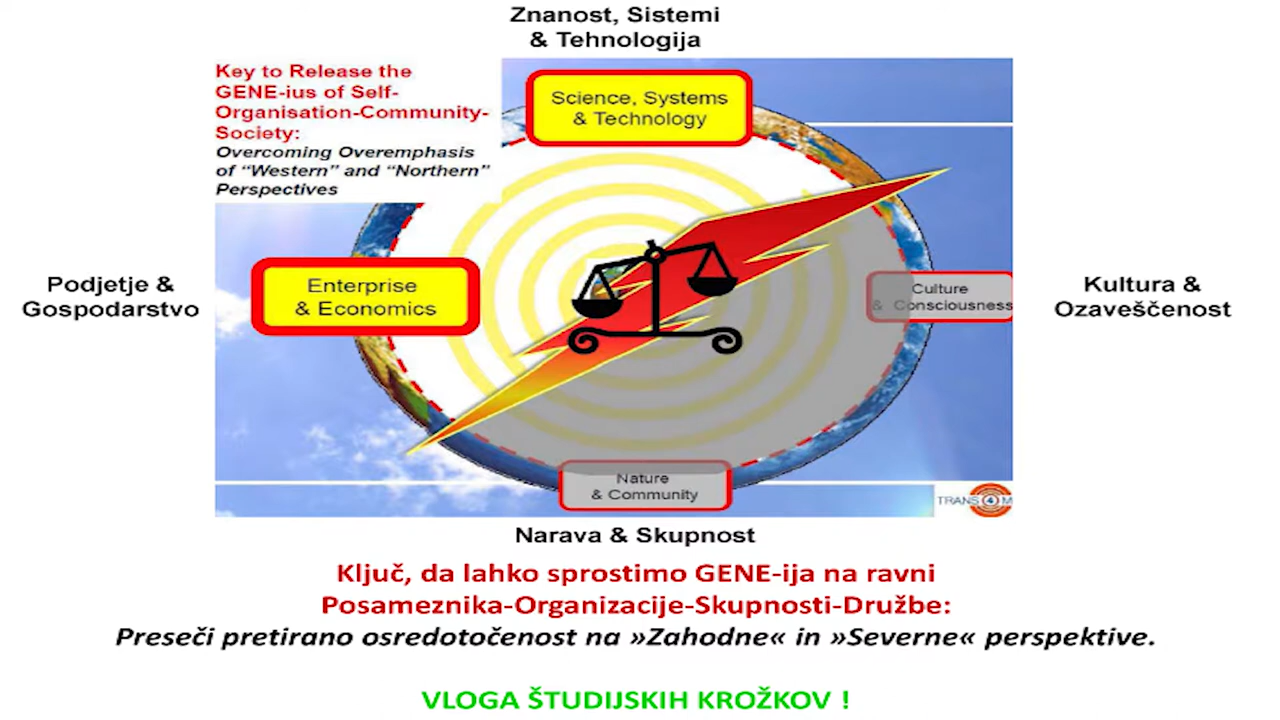 Znanost, Sistemi
& Tehnologija
Key to Release the
GENE-ius of Self-
Organisation-Community-
Society:
Overcoming Overemphasis
of “Western” and “Northern”
Perspectives
Science, Systems
& Technology
Podjetje &
Gospodarstvo
Enterprise
& Economics
Culture
& Consciousness
Kultura &
Ozaveščenost
Nature
& Community
TRANS4M
Narava & Skupnost
Ključ, da lahko sprostimo GENE-ija na ravni
Posameznika-Organizacije-Skupnosti-Družbe:
Preseči pretirano osredotočenost na »Zahodne« in »Severne« perspektive.
VLOGA ŠTUDIJSKIH KROŽKOV !